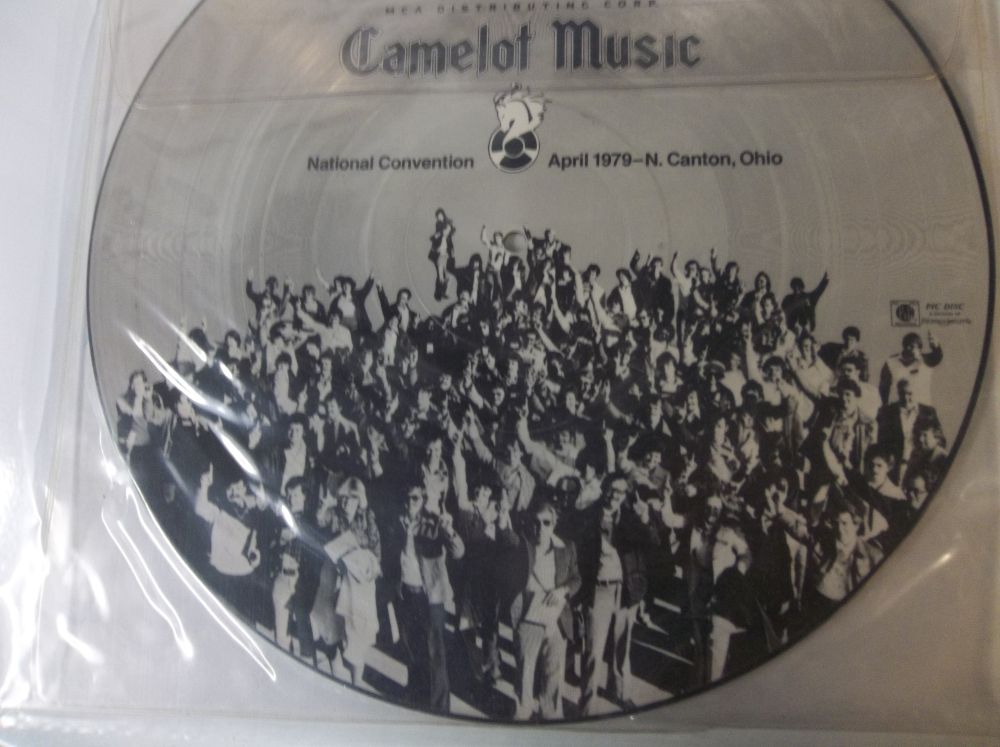 MCA DISTRIBUTING CORP.
Camelot Music
National Convention April 1979–N. Canton, Ohio
PIC DISC